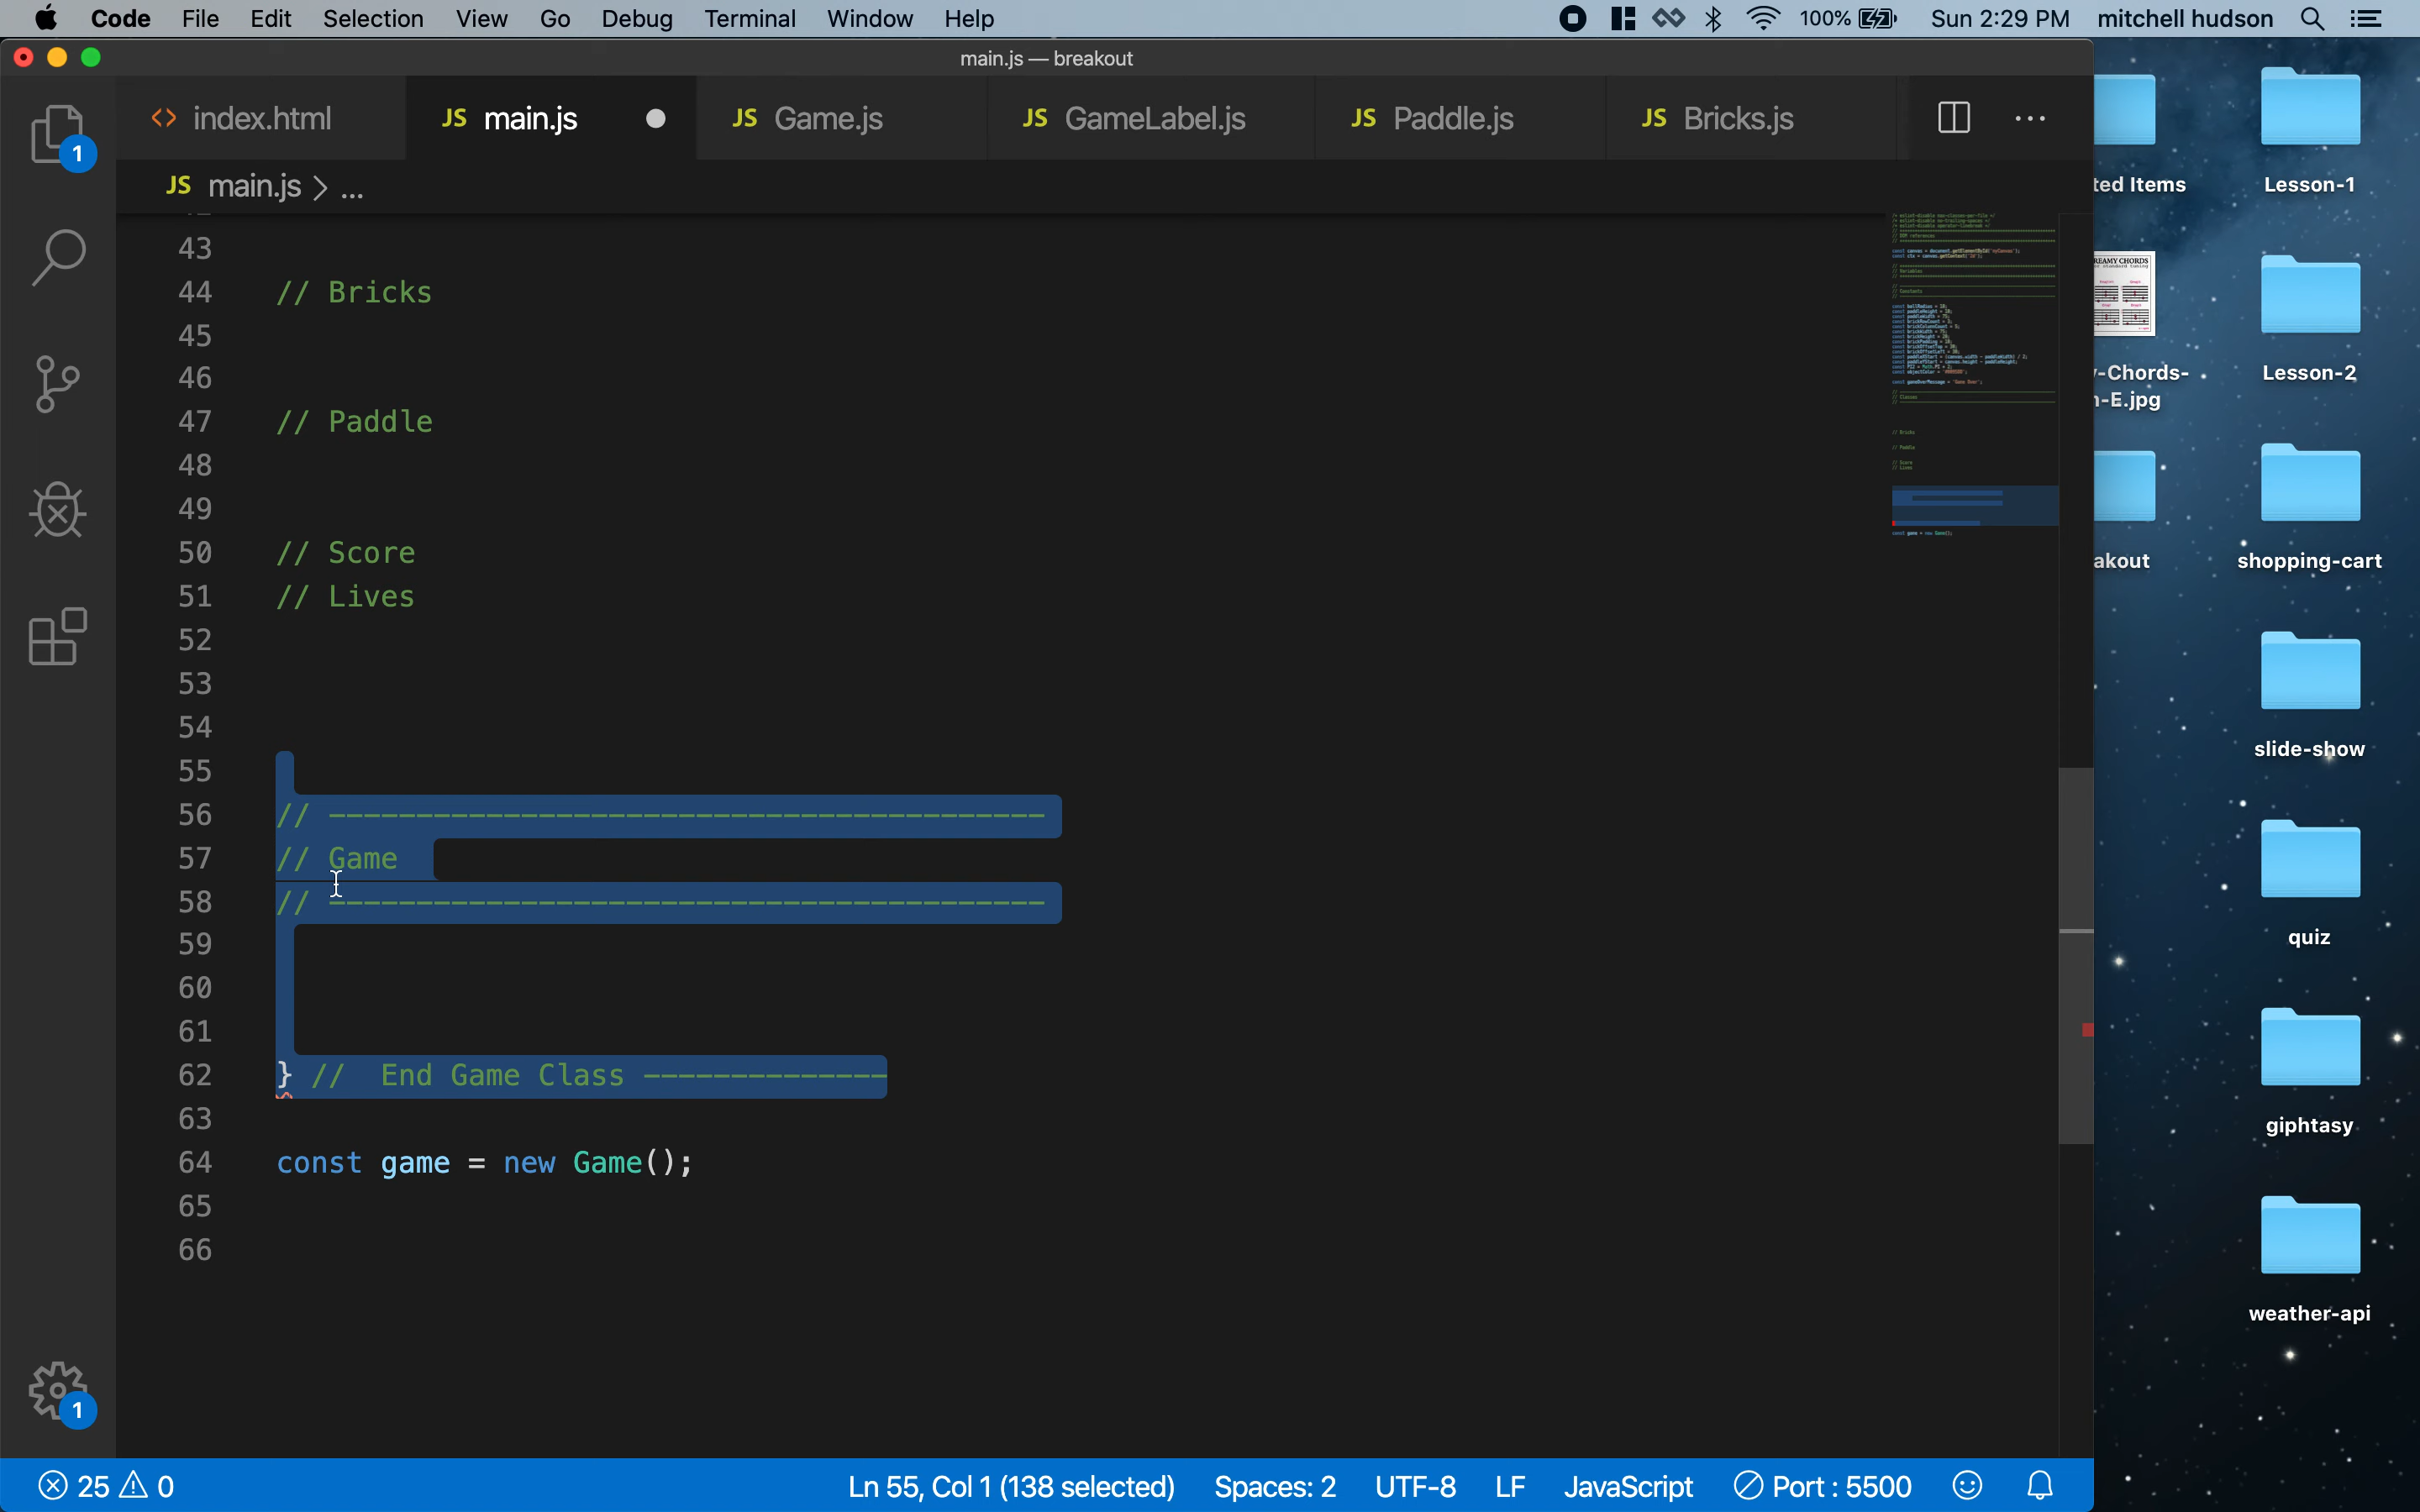 Code File Edit Selection View Go Debug Terminal Window Help 100% Sun 2:29 PM mitchell hudson
main.js — breakout
<> index.html JS main.js JS Game.js JS GameLabel.js JS Paddle.js JS Bricks.js ...
JS main.js > ...
43
44 // Bricks
45
46
47 // Paddle
48
49
50 // Score
51 // Lives
52
53
54
55
56 // -----------------------------------------
57 // Game
58 // -----------------------------------------
59
60
61
62 } //  End Game Class --------------
63
64 const game = new Game();
65
66
1
1
25 0 Ln 55, Col 1 (138 selected) Spaces: 2 UTF-8 LF JavaScript Port : 5500
ted Items
Lesson-1
REAMY CHORDS
y-Chords-
n-E.jpg
Lesson-2
akout
shopping-cart
slide-show
quiz
giphtasy
weather-api